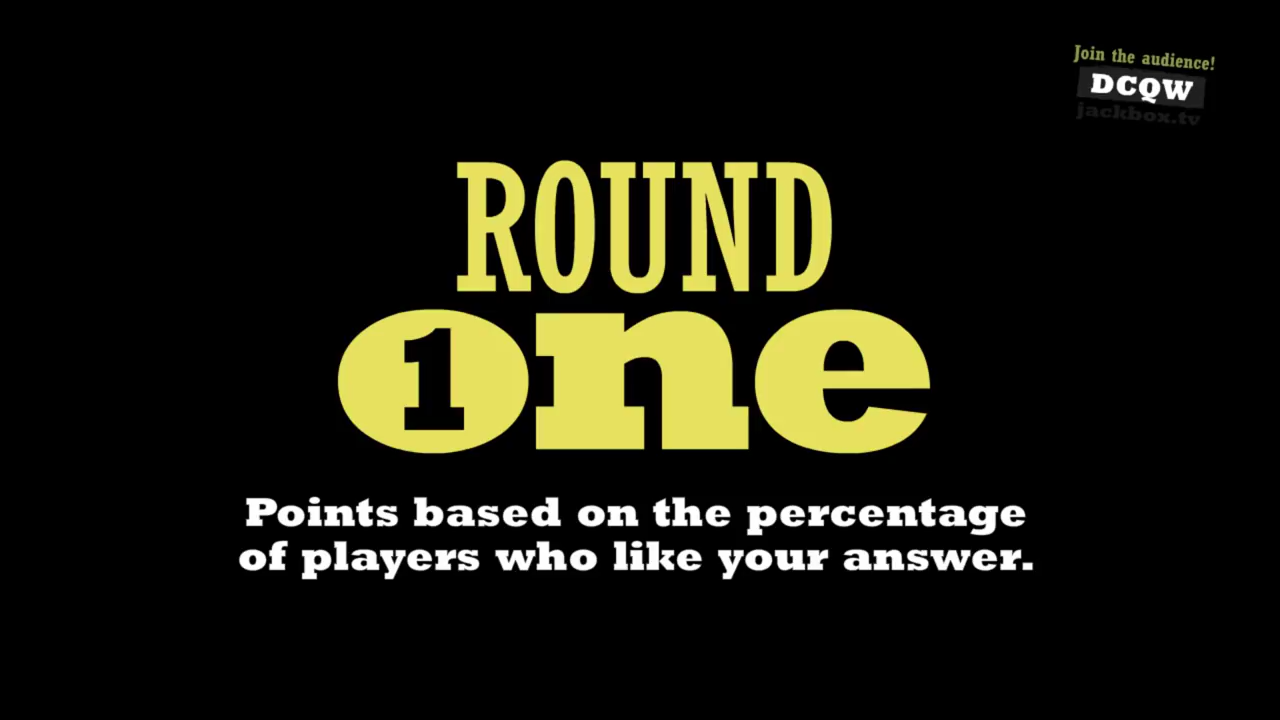 Join the audience!
DCQW
jackbox.tv
ROUND
1
one
Points based on the percentage
of players who like your answer.